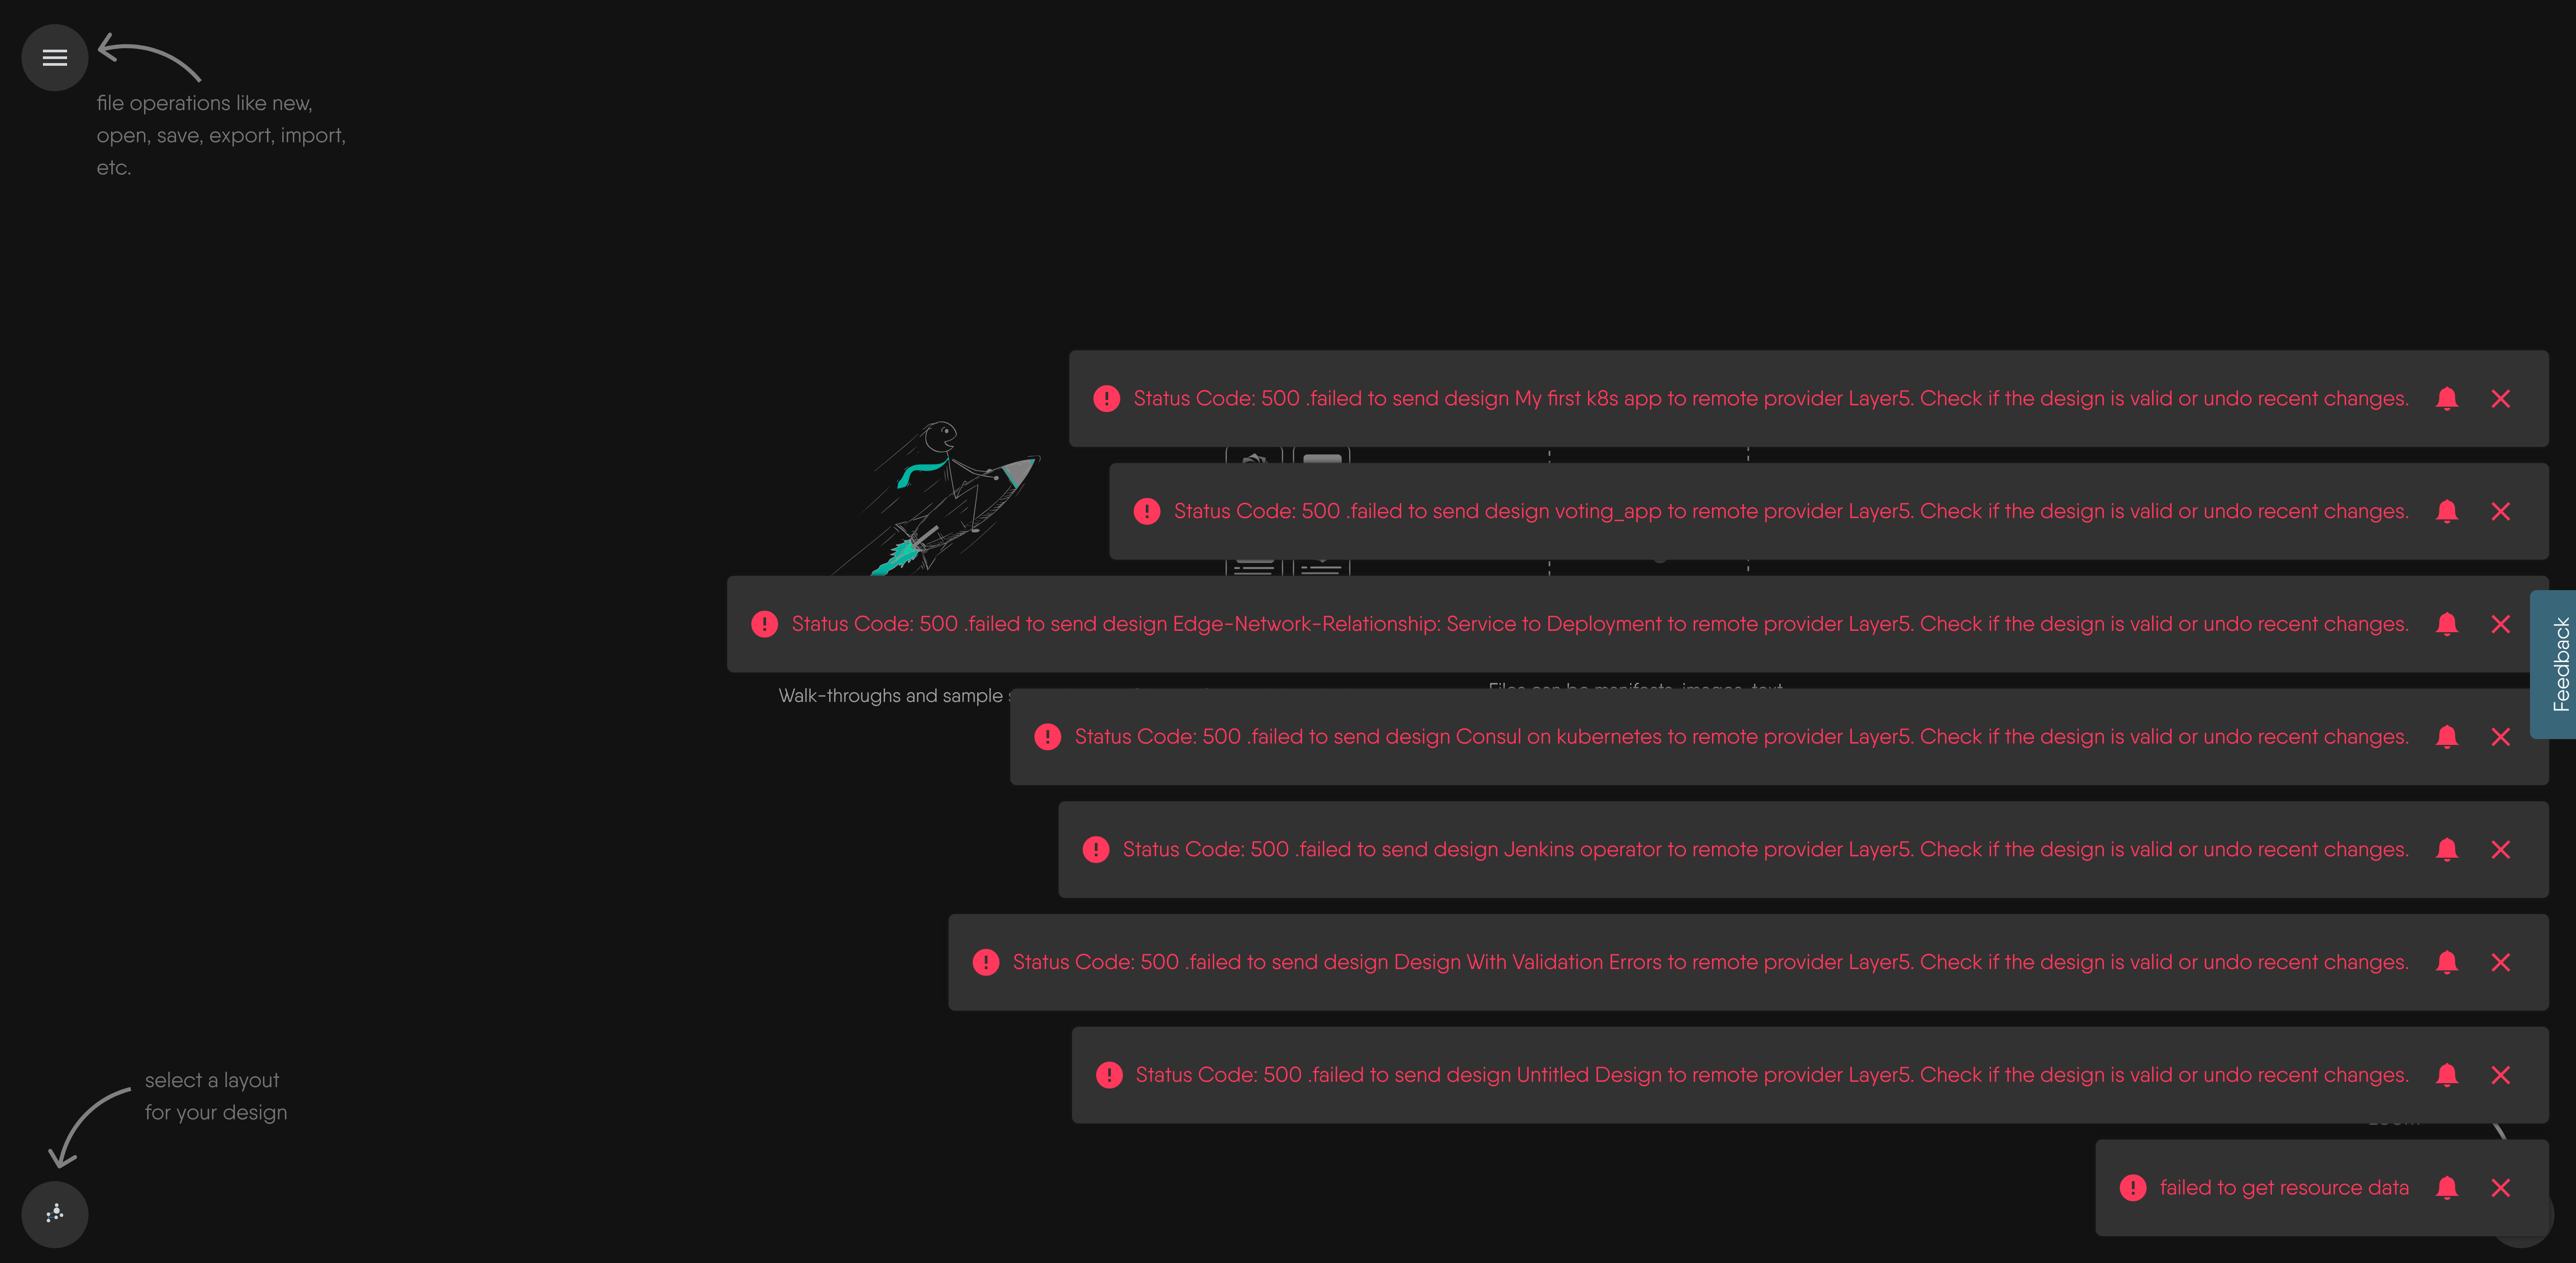 file operations like new,
open, save, export, import,
etc.
Status Code: 500 .failed to send design My first k8s app to remote provider Layer5. Check if the design is valid or undo recent changes.
Status Code: 500 .failed to send design voting_app to remote provider Layer5. Check if the design is valid or undo recent changes.
Status Code: 500 .failed to send design Edge-Network-Relationship: Service to Deployment to remote provider Layer5. Check if the design is valid or undo recent changes.
Feedback
Walk-throughs and sample
Files can be manifests, images, text
Status Code: 500 .failed to send design Consul on kubernetes to remote provider Layer5. Check if the design is valid or undo recent changes.
Status Code: 500 .failed to send design Jenkins operator to remote provider Layer5. Check if the design is valid or undo recent changes.
Status Code: 500 .failed to send design Design With Validation Errors to remote provider Layer5. Check if the design is valid or undo recent changes.
Status Code: 500 .failed to send design Untitled Design to remote provider Layer5. Check if the design is valid or undo recent changes.
select a layout
for your design
failed to get resource data